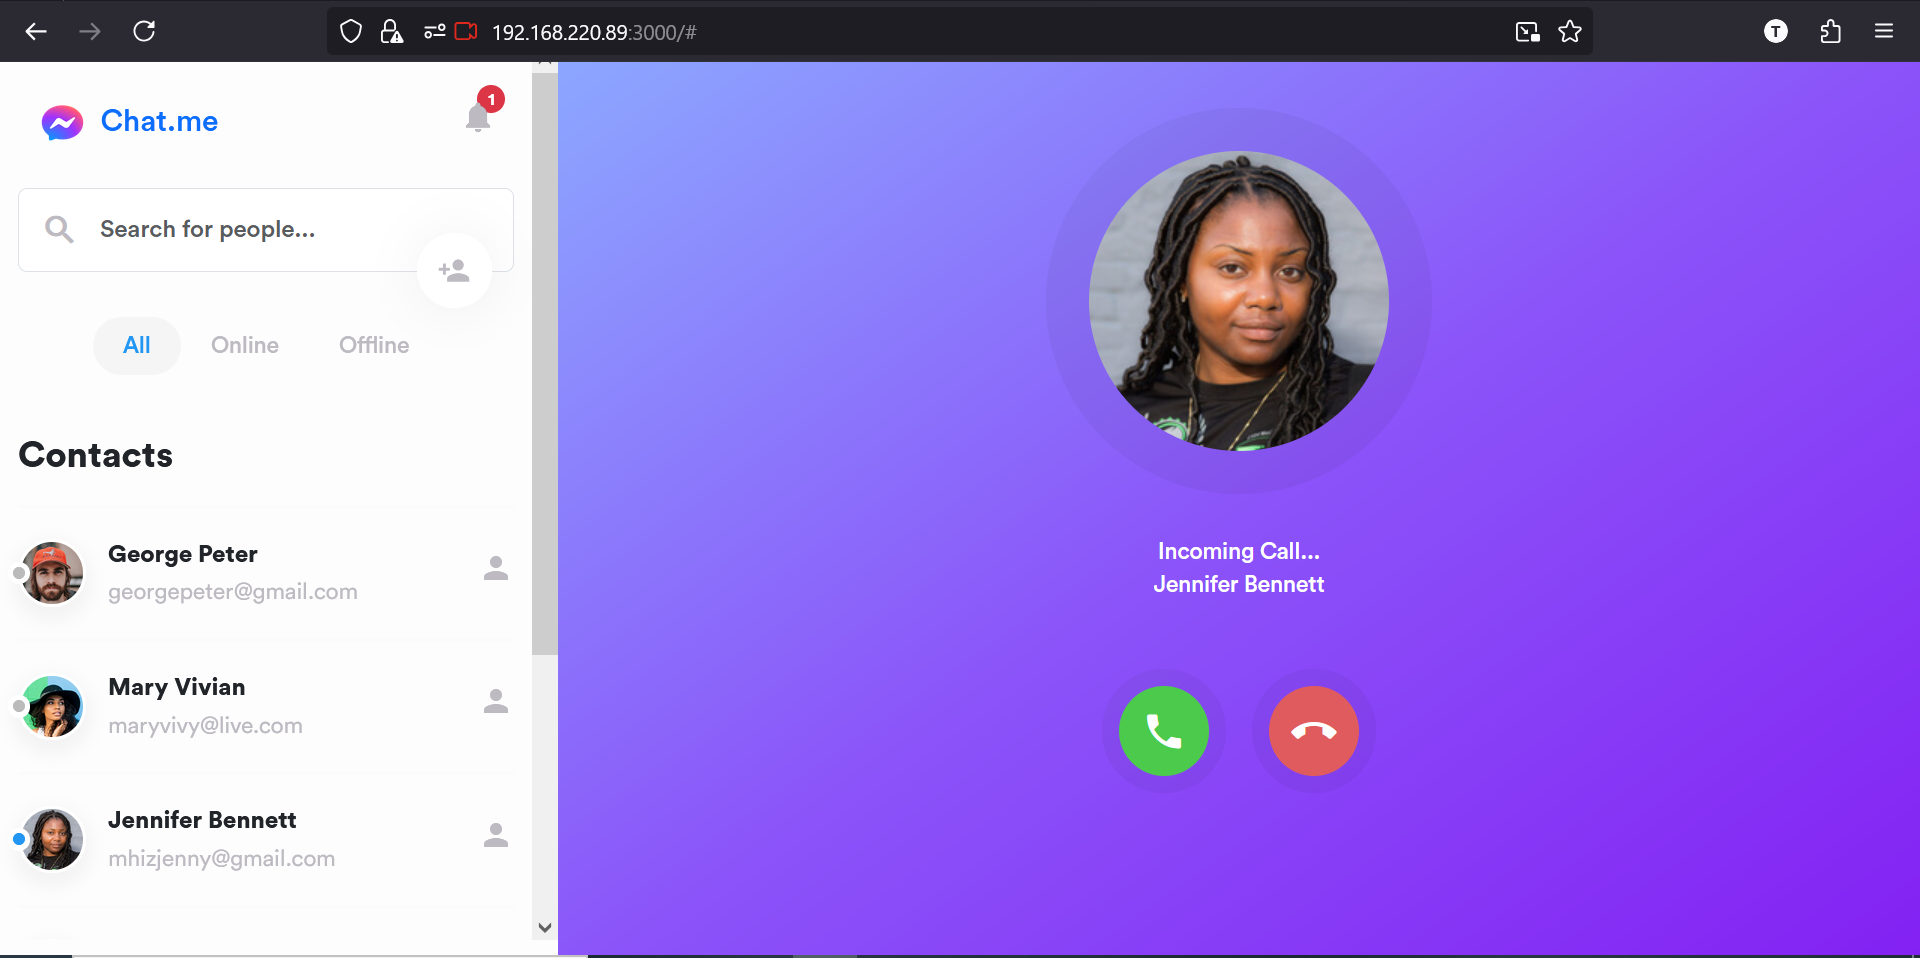 192.168.220.89:3000/#
T
Chat.me
1
Search for people...
All
Online
Offline
Contacts
George Peter
georgepeter@gmail.com
Mary Vivian
maryvivy@live.com
Jennifer Bennett
mhizjenny@gmail.com
Incoming Call...
Jennifer Bennett